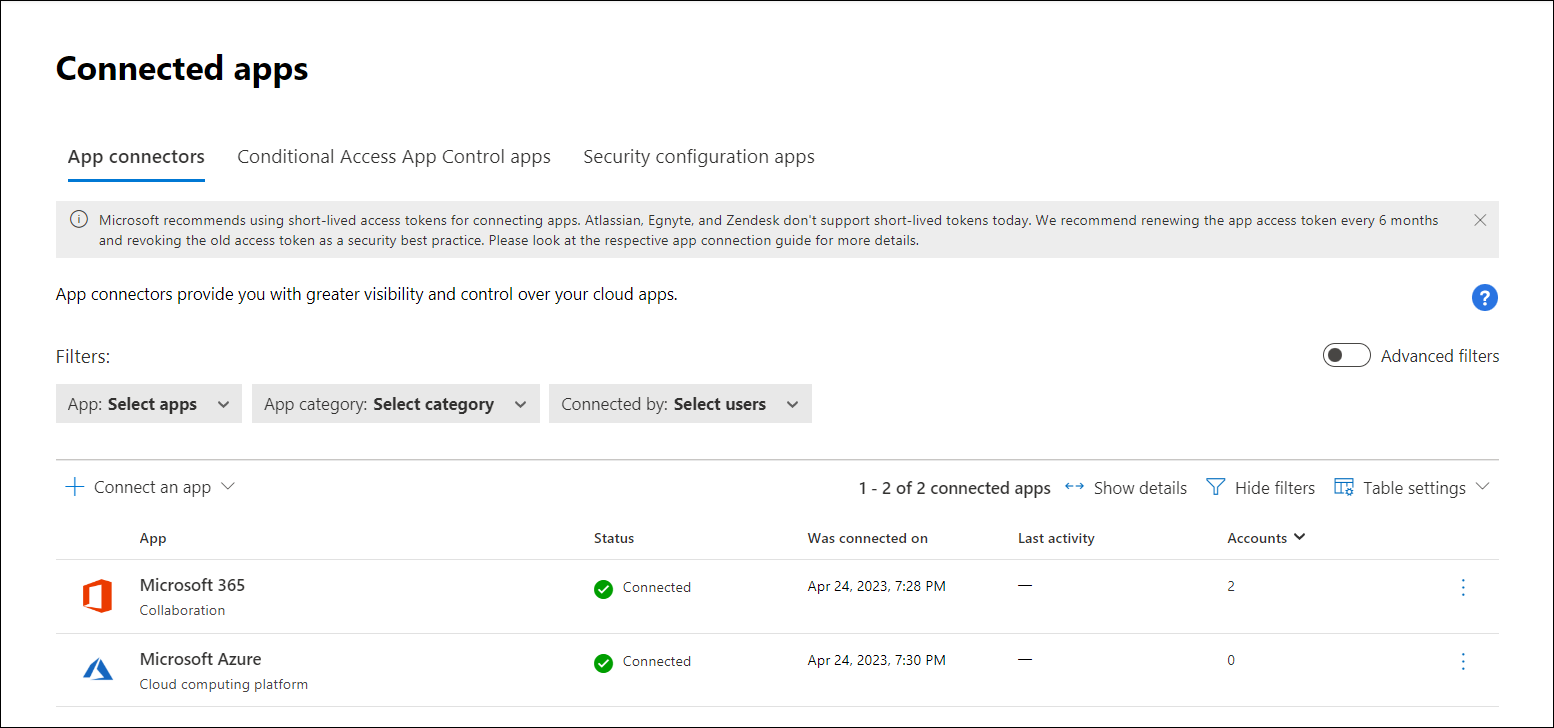 Connected apps
App connectors Conditional Access App Control apps Security configuration apps
Microsoft recommends using short-lived access tokens for connecting apps. Atlassian, Egnyte, and Zendesk don't support short-lived tokens today. We recommend renewing the app access token every 6 months
and revoking the old access token as a security best practice. Please look at the respective app connection guide for more details.
App connectors provide you with greater visibility and control over your cloud apps.
Filters:
Advanced filters
App: Select apps App category: Select category Connected by: Select users
Connect an app 1 - 2 of 2 connected apps Show details Hide filters Table settings
App Status Was connected on Last activity Accounts
Microsoft 365 Connected Apr 24, 2023, 7:28 PM — 2
Collaboration
Microsoft Azure Connected Apr 24, 2023, 7:30 PM — 0
Cloud computing platform